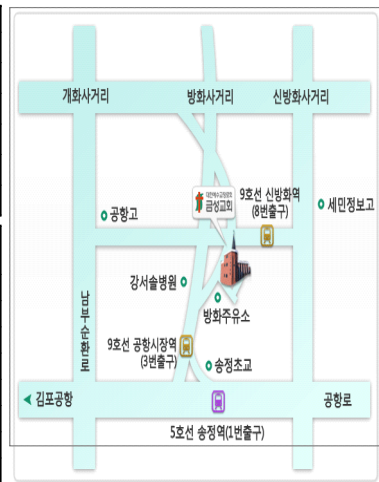 개화사거리
방화사거리
신방화사거리
대한예수교장로회
금성교회
9호선 신방화역
(8번출구)
세민정보고
공항고
강서솔병원
방화주유소
남부순환로
9호선 공항시장역
(3번출구)
송정초교
김포공항
공항로
5호선 송정역(1번출구)